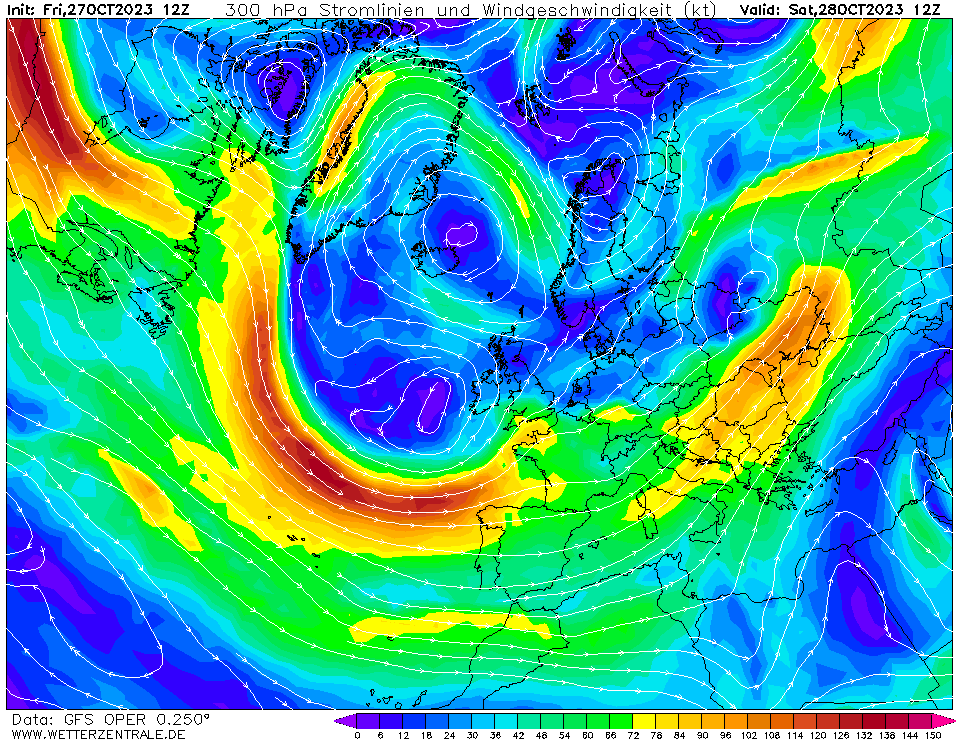 Init: Fri,27OCT2023 12Z 300 hPa Stromlinien und Windgeschwindigkeit (kt) Valid: Sat,28OCT2023 12Z
Data: GFS OPER 0.250°
WWW.WETTERZENTRALE.DE
0 6 12 18 24 30 36 42 48 54 60 66 72 78 84 90 96 102 108 114 120 126 132 138 144 150